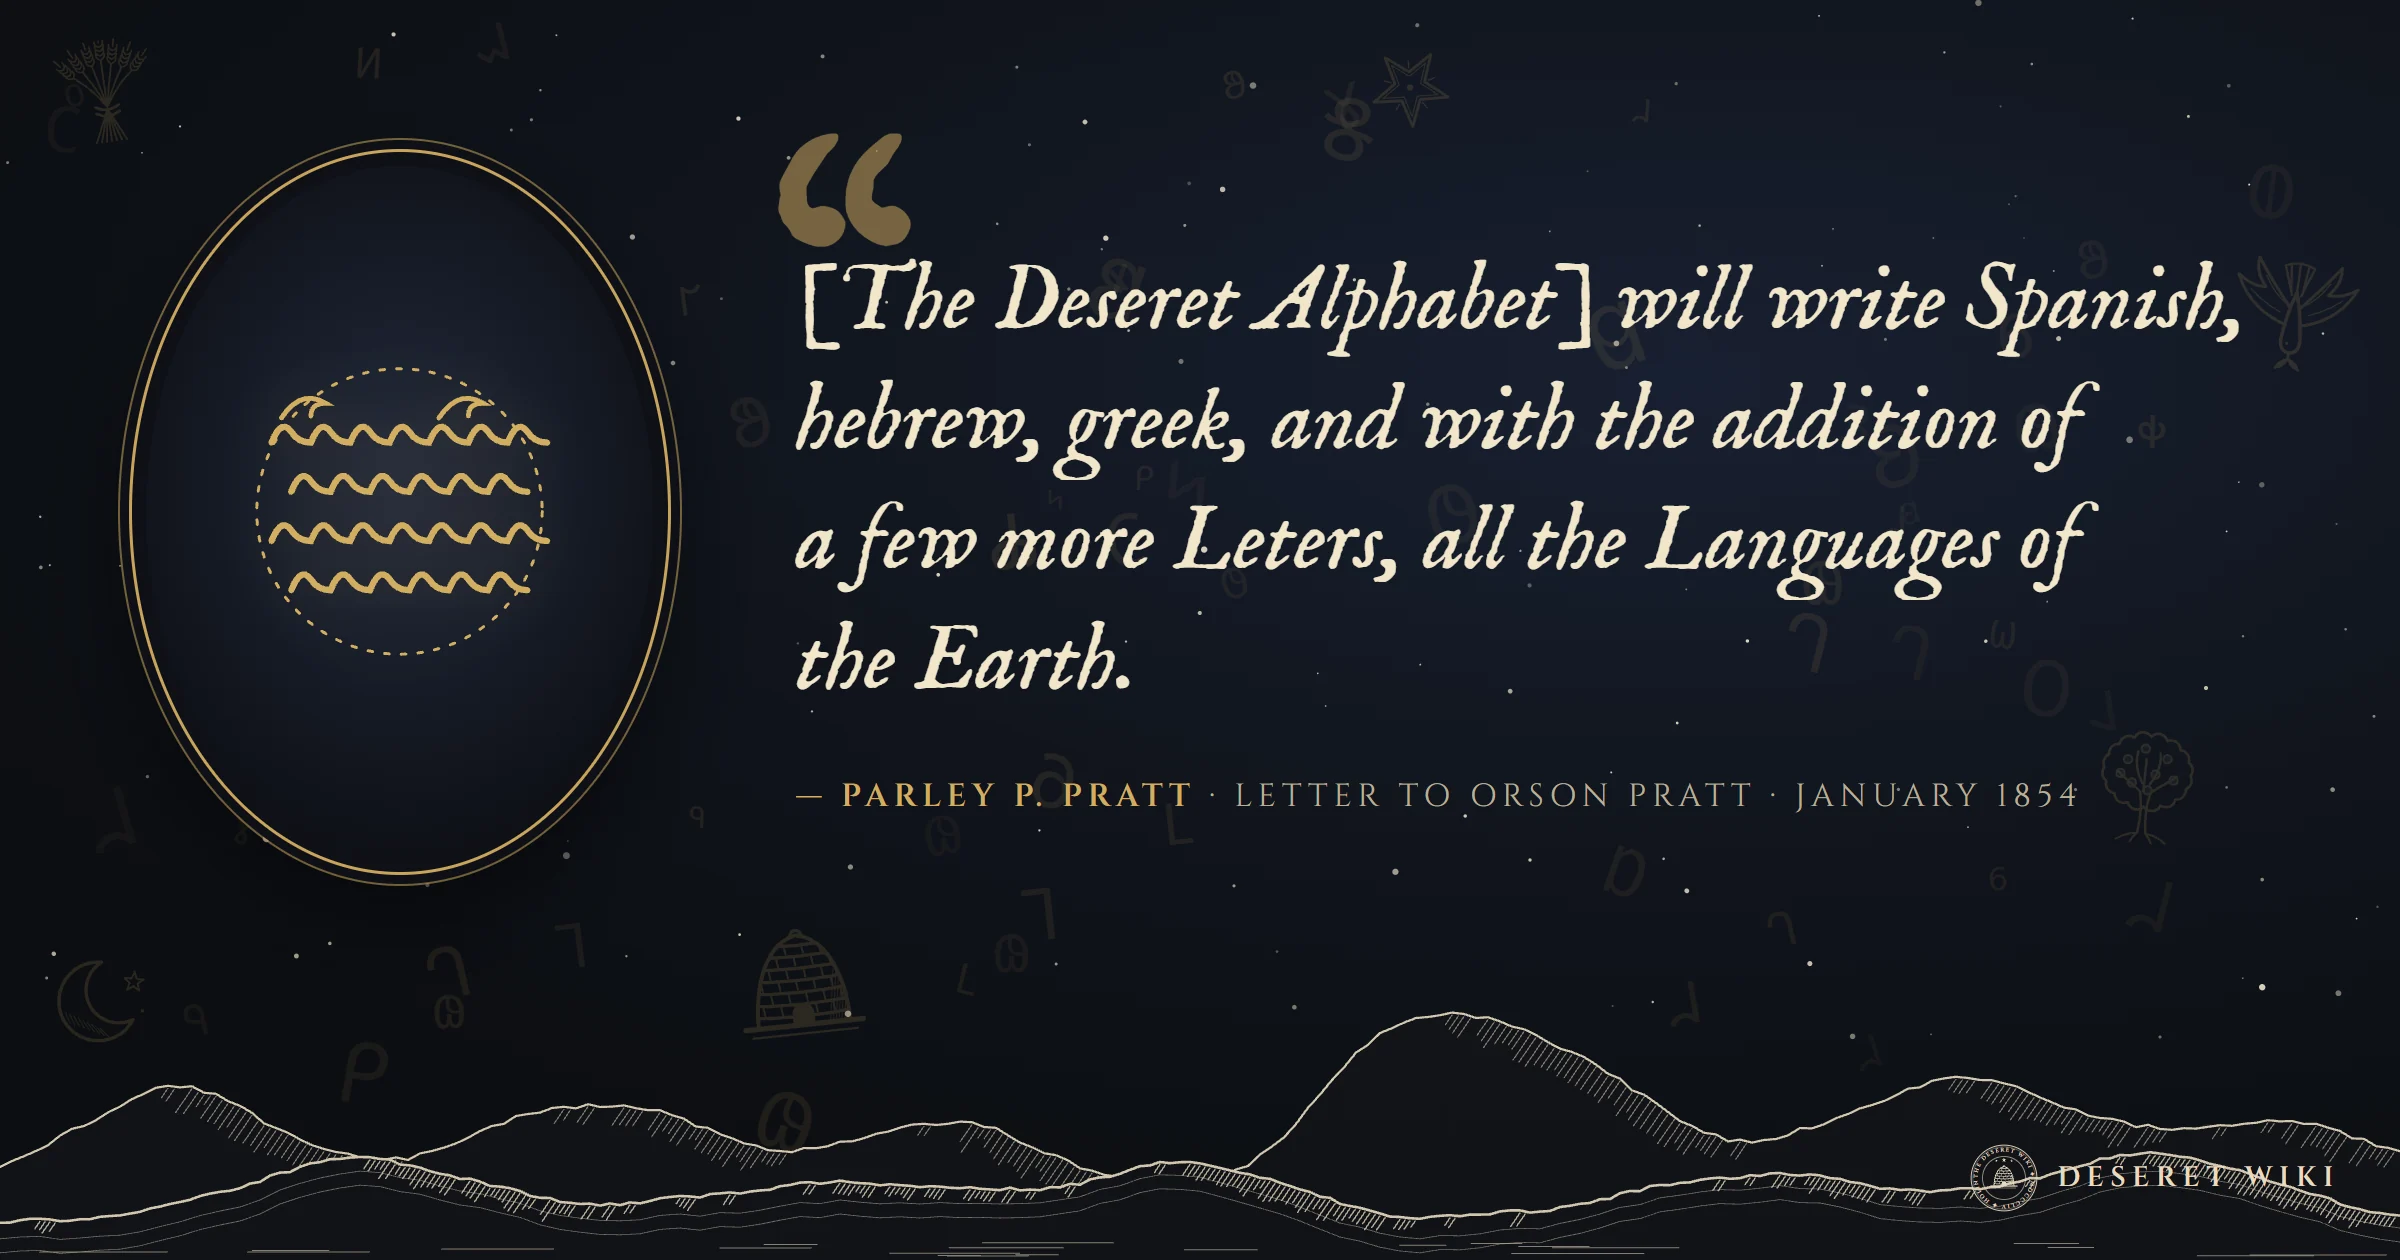 “
[The Deseret Alphabet] will write Spanish,
hebrew, greek, and with the addition of
a few more Leters, all the Languages of
the Earth.
— PARLEY P. PRATT · LETTER TO ORSON PRATT · JANUARY 1854
DESERET WIKI